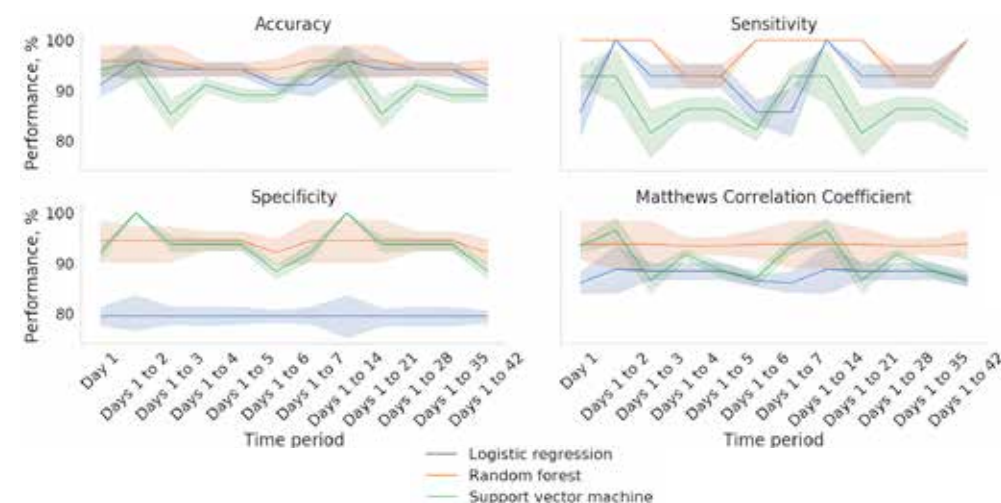 Accuracy
Sensitivity
Performance, %
100
90
80
Specificity
Matthews Correlation Coefficient
Performance, %
100
90
80
Day 1
Days 1 to 2
Days 1 to 3
Days 1 to 4
Days 1 to 5
Days 1 to 6
Days 1 to 7
Days 1 to 14
Days 1 to 21
Days 1 to 28
Days 1 to 35
Days 1 to 42
Day 1
Days 1 to 2
Days 1 to 3
Days 1 to 4
Days 1 to 5
Days 1 to 6
Days 1 to 7
Days 1 to 14
Days 1 to 21
Days 1 to 28
Days 1 to 35
Days 1 to 42
Time period
Time period
Logistic regression
Random forest
Support vector machine